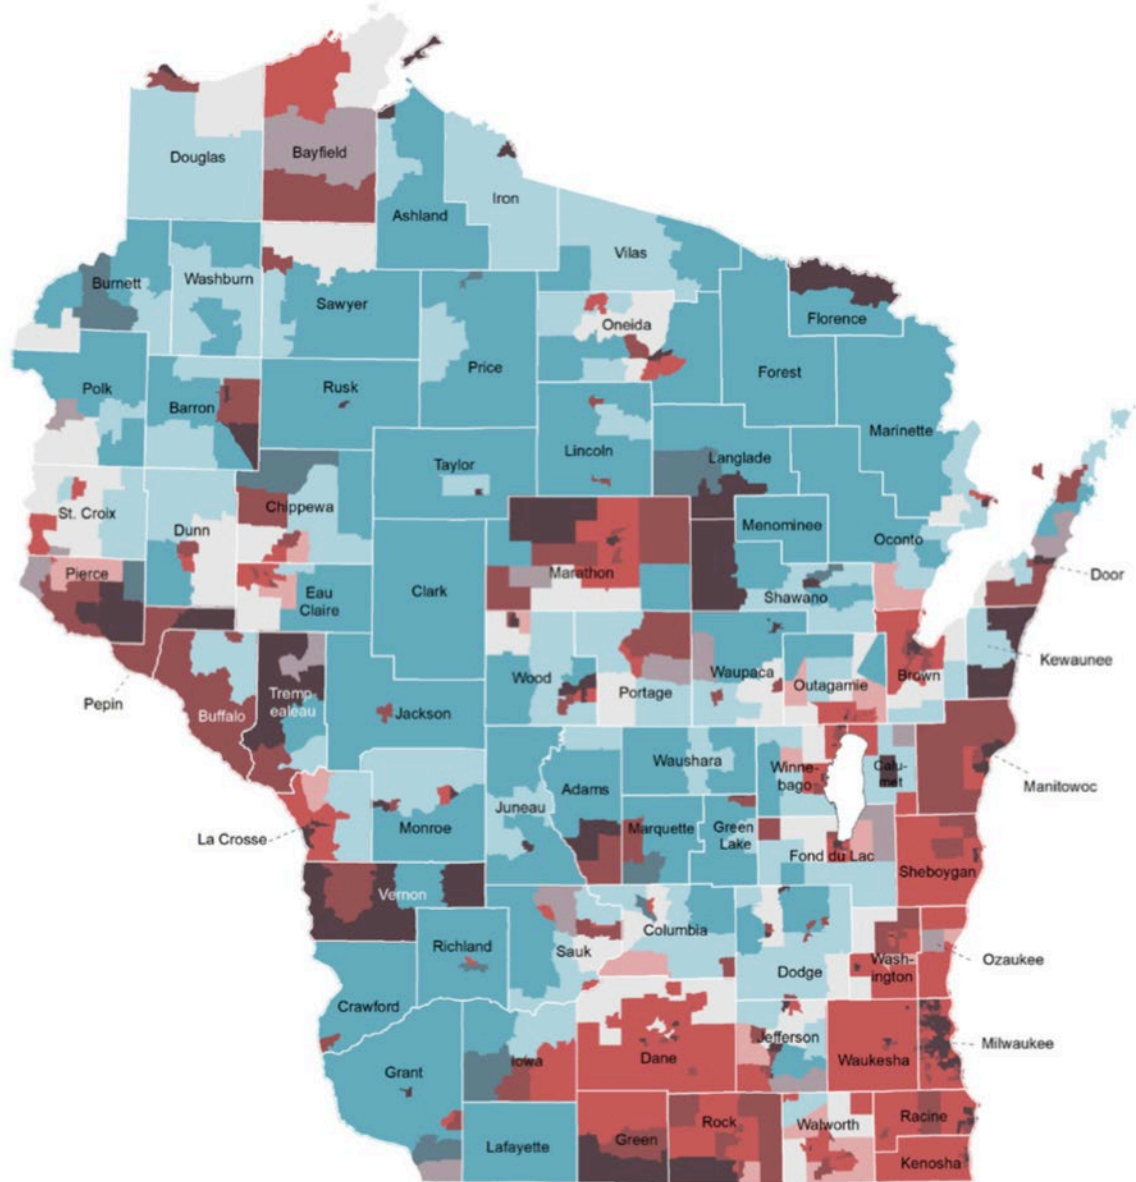 Douglas
Bayfield
Iron
Ashland
Vilas
Burnett
Washburn
Sawyer
Florence
Oneida
Price
Forest
Polk
Rusk
Barron
Marinette
Lincoln
Langlade
Taylor
Chippewa
St. Croix
Dunn
Menominee
Oconto
Pierce
Marathon
Door
Eau
Claire
Clark
Shawano
Kewaunee
Waupaca
Brown
Wood
Outagamie
Portage
Tremp-
ealeau
Pepin
Buffalo
Jackson
Waushara
Winne-
bago
Calu-
met
Manitowoc
Adams
Juneau
Monroe
Marquette
Green
Lake
La Crosse
Fond du Lac
Sheboygan
Vernon
Columbia
Richland
Sauk
Wash-
ington
Ozaukee
Dodge
Crawford
Jefferson
Milwaukee
Iowa
Dane
Waukesha
Grant
Rock
Walworth
Racine
Green
Lafayette
Kenosha